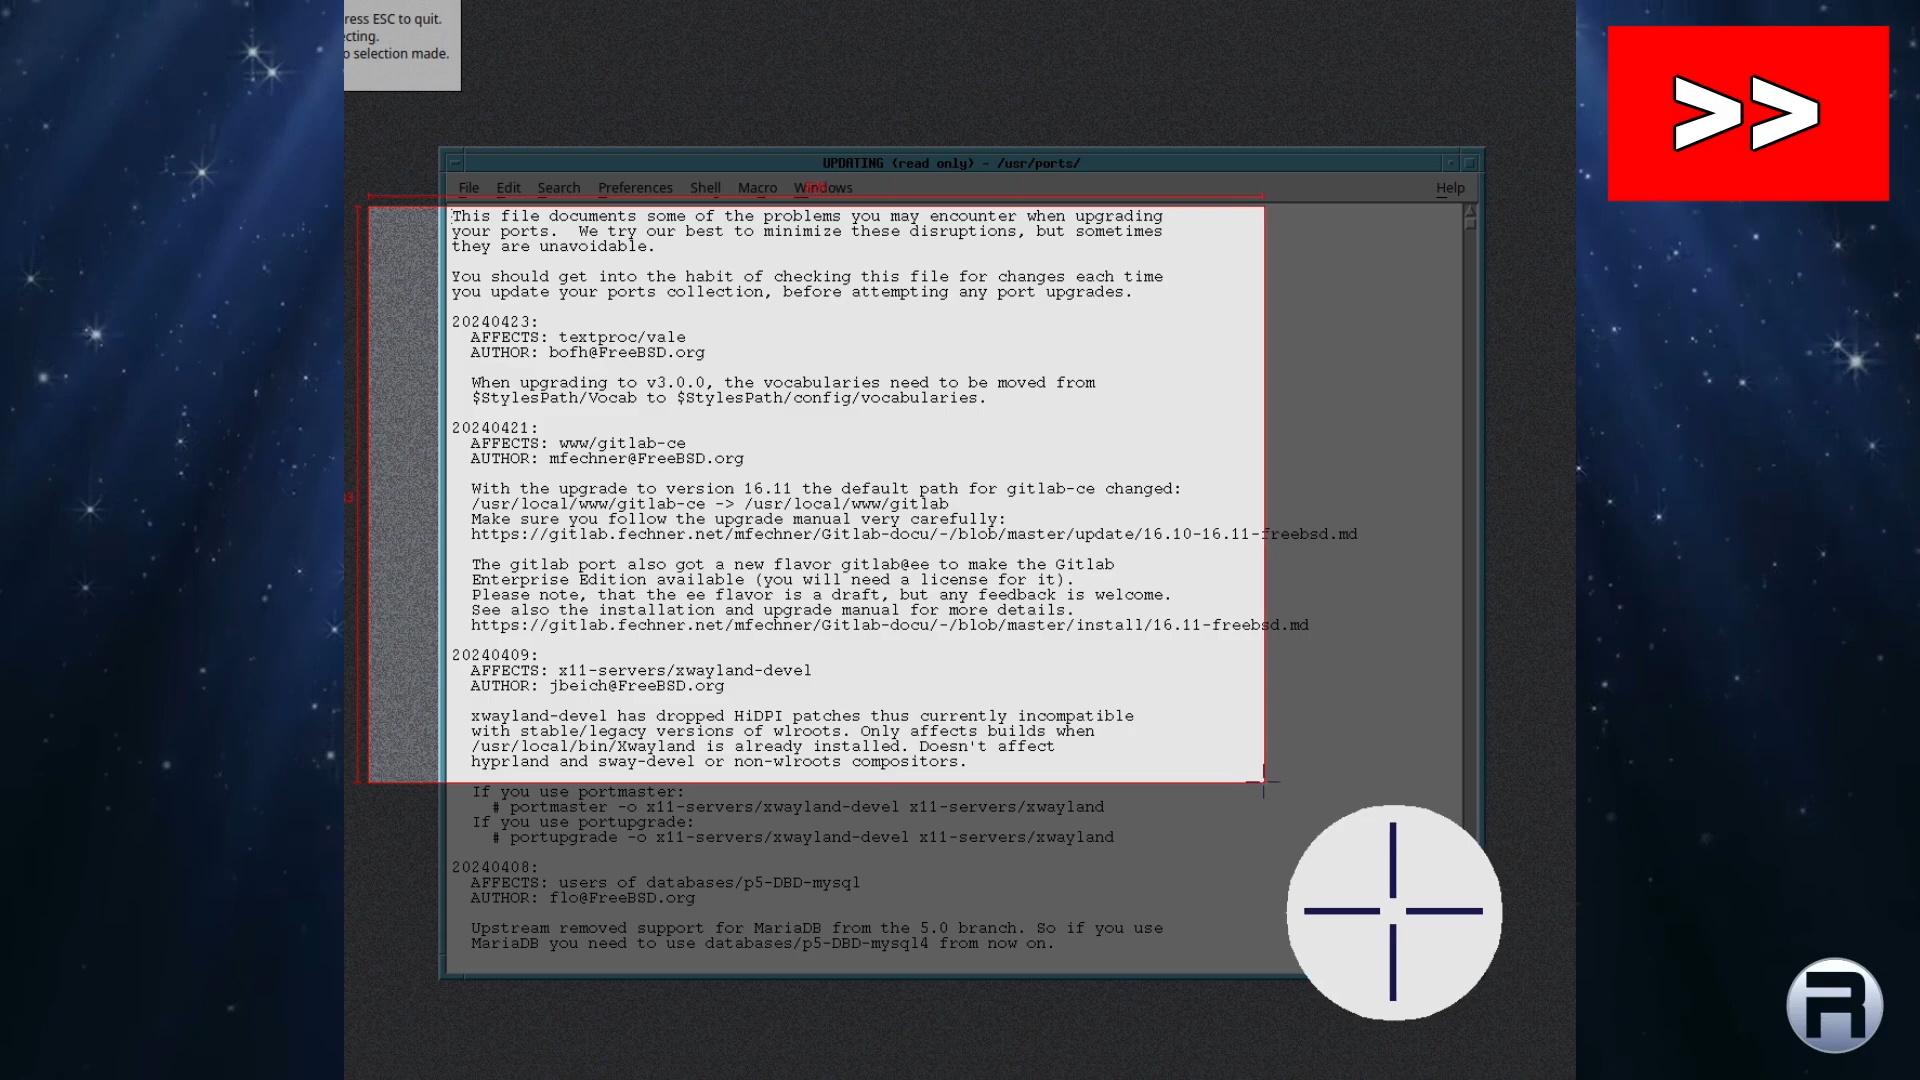 ress ESC to quit.
ecting.
o selection made.
>>
UPDATING (read only) - /usr/ports/
File Edit Search Preferences Shell Macro Windows Help
This file documents some of the problems you may encounter when upgrading
your ports.  We try our best to minimize these disruptions, but sometimes
they are unavoidable.
You should get into the habit of checking this file for changes each time
you update your ports collection, before attempting any port upgrades.
20240423:
AFFECTS: textproc/vale
AUTHOR: bofh@FreeBSD.org
When upgrading to v3.0.0, the vocabularies need to be moved from
$StylesPath/Vocab to $StylesPath/config/vocabularies.
20240421:
AFFECTS: www/gitlab-ce
AUTHOR: mfechner@FreeBSD.org
With the upgrade to version 16.11 the default path for gitlab-ce changed:
/usr/local/www/gitlab-ce -> /usr/local/www/gitlab
Make sure you follow the upgrade manual very carefully:
https://gitlab.fechner.net/mfechner/Gitlab-docu/-/blob/master/update/16.10-16.11-freebsd.md
The gitlab port also got a new flavor gitlab@ee to make the Gitlab
Enterprise Edition available (you will need a license for it).
Please note, that the ee flavor is a draft, but any feedback is welcome.
See also the installation and upgrade manual for more details.
https://gitlab.fechner.net/mfechner/Gitlab-docu/-/blob/master/install/16.11-freebsd.md
20240409:
AFFECTS: x11-servers/xwayland-devel
AUTHOR: jbeich@FreeBSD.org
xwayland-devel has dropped HiDPI patches thus currently incompatible
with stable/legacy versions of wlroots. Only affects builds when
/usr/local/bin/Xwayland is already installed. Doesn't affect
hyprland and sway-devel or non-wlroots compositors.
If you use portmaster:
# portmaster -o x11-servers/xwayland-devel x11-servers/xwayland
If you use portupgrade:
# portupgrade -o x11-servers/xwayland-devel x11-servers/xwayland
20240408:
AFFECTS: users of databases/p5-DBD-mysql
AUTHOR: flo@FreeBSD.org
Upstream removed support for MariaDB from the 5.0 branch. So if you use
MariaDB you need to use databases/p5-DBD-mysql4 from now on.
R